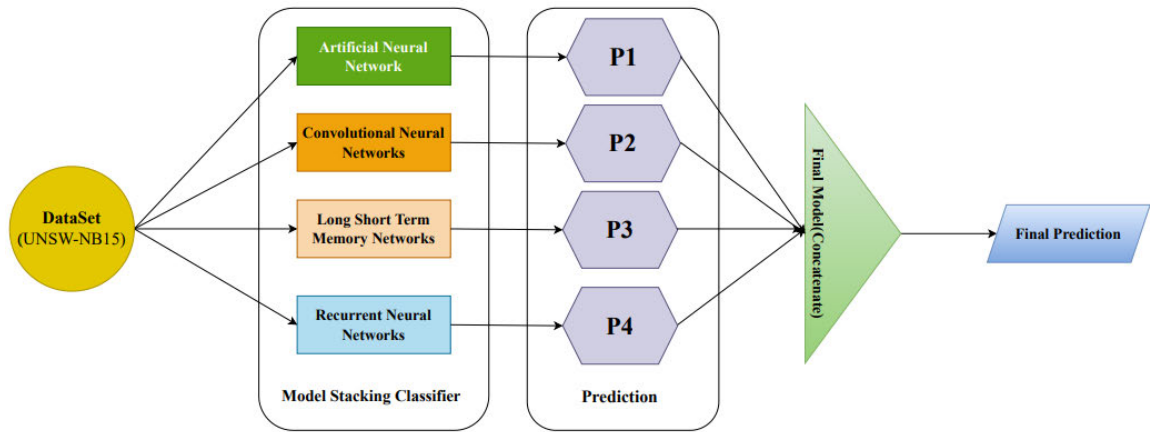 DataSet
(UNSW-NB15)
Artificial Neural
Network
Convolutional Neural
Networks
Long Short Term
Memory Networks
Recurrent Neural
Networks
Model Stacking Classifier
P1
P2
P3
P4
Prediction
Final Model(Concatenate)
Final Prediction